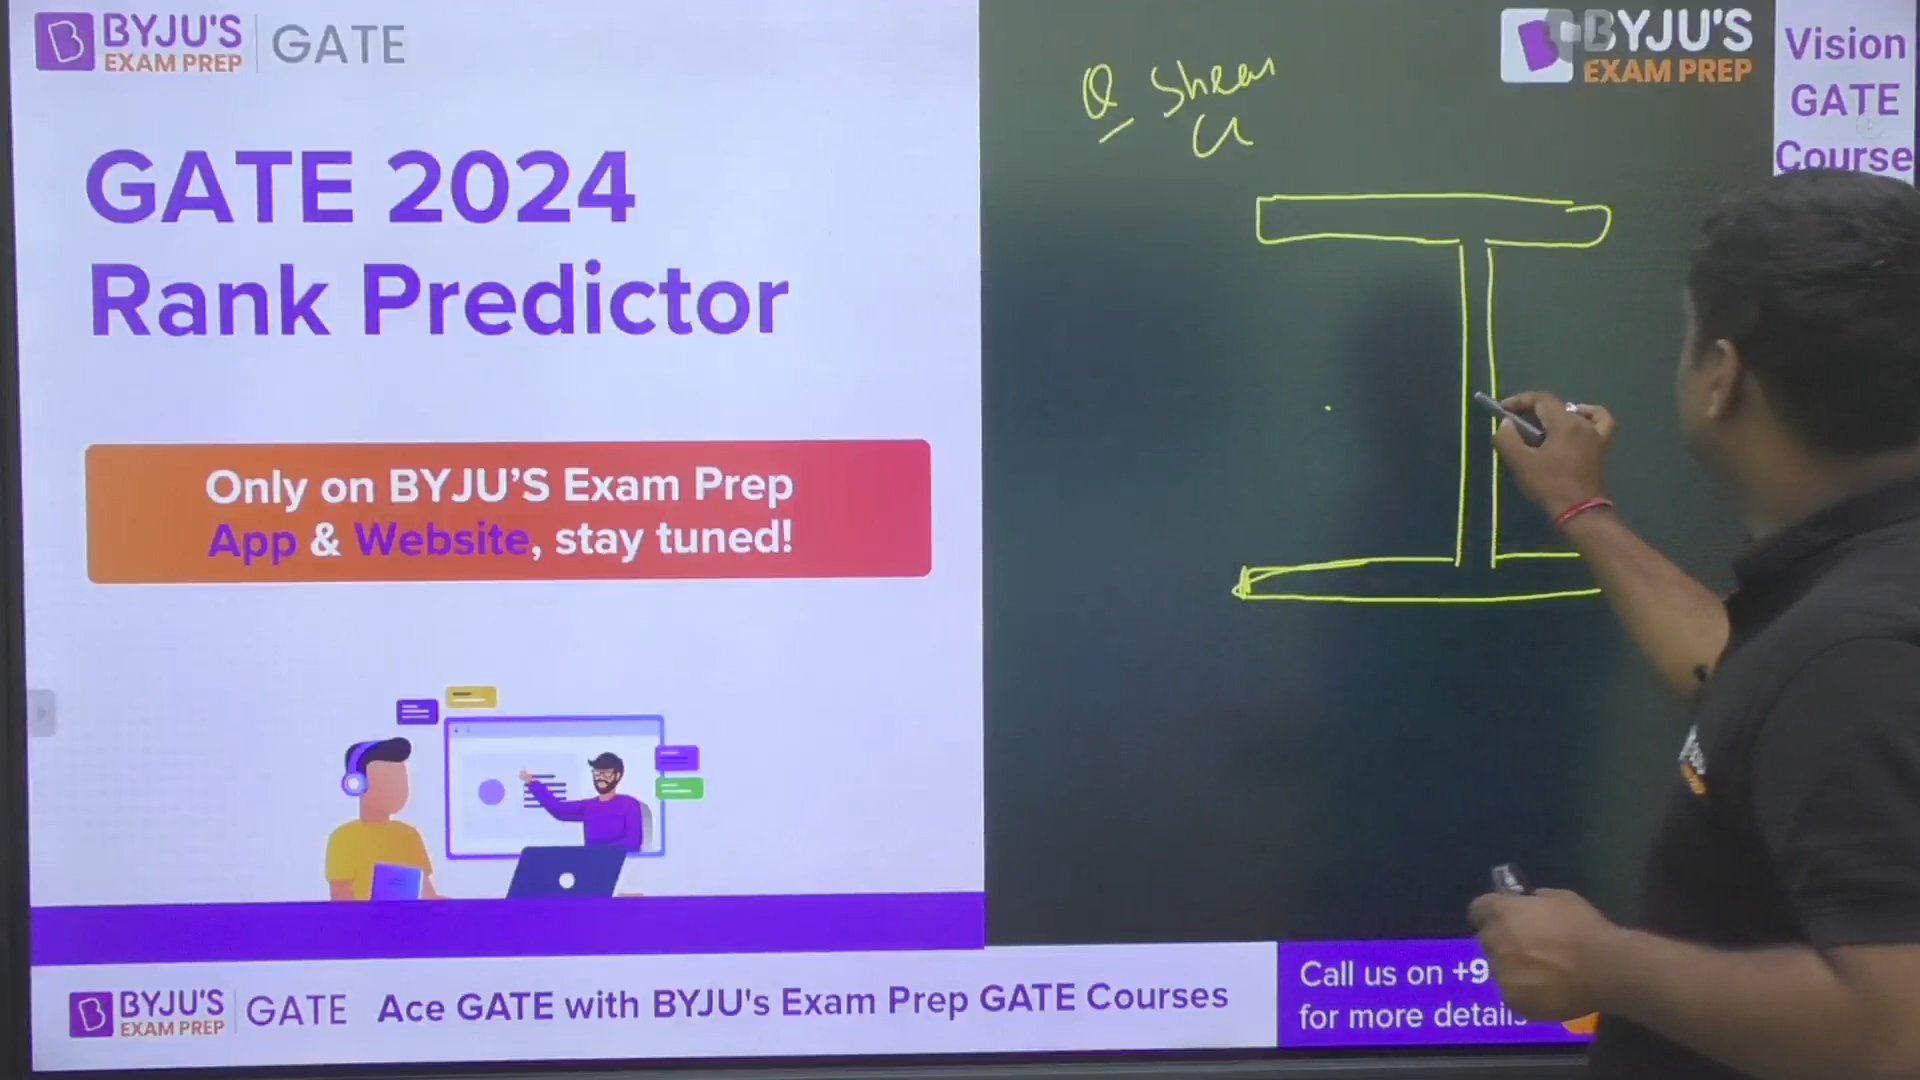 BYJU'S
EXAM PREP
GATE
GATE 2024
Rank Predictor
Only on BYJU'S Exam Prep
App & Website, stay tuned!
BYJU'S
EXAM PREP
GATE
Ace GATE with BYJU's Exam Prep GATE Courses
Q Shear
BYJU'S
EXAM PREP
Vision
GATE
Course
Call us on +9
for more details